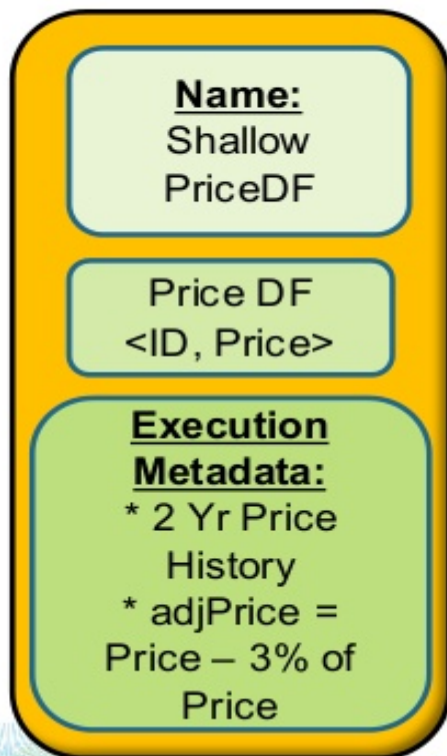 Name:
Shallow
PriceDF
Price DF
<ID, Price>
Execution
Metadata:
* 2 Yr Price
History
* adjPrice =
Price – 3% of
Price